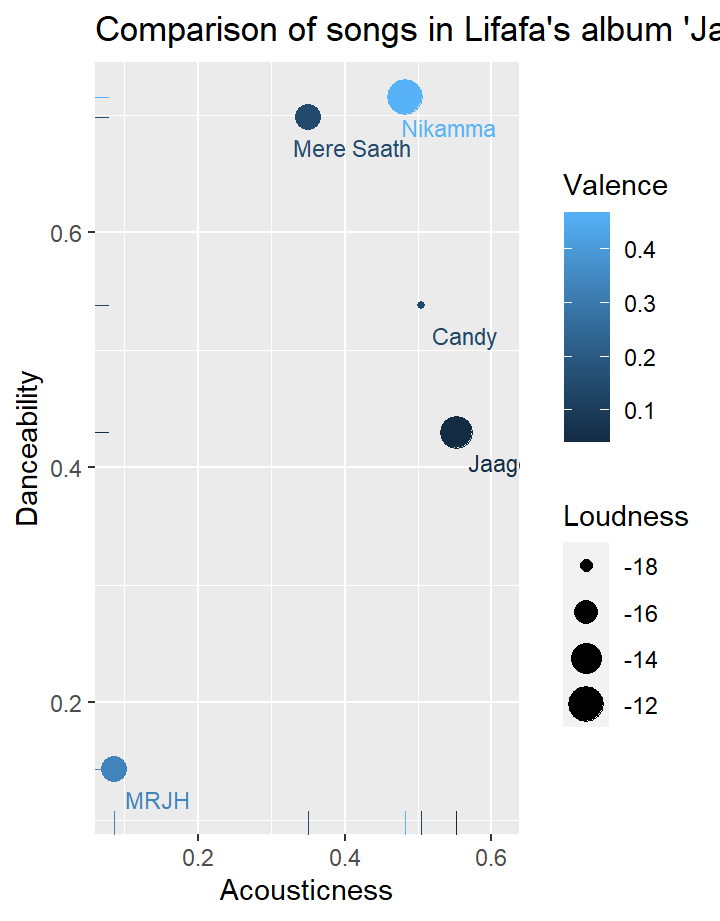 Comparison of songs in Lifafa's album 'Ja
Nikamma
Mere Saath
Candy
Jaag
MRJH
0.6
0.4
0.2
Danceability
0.2 0.4 0.6
Acousticness
Valence
0.4
0.3
0.2
0.1
Loudness
-18
-16
-14
-12